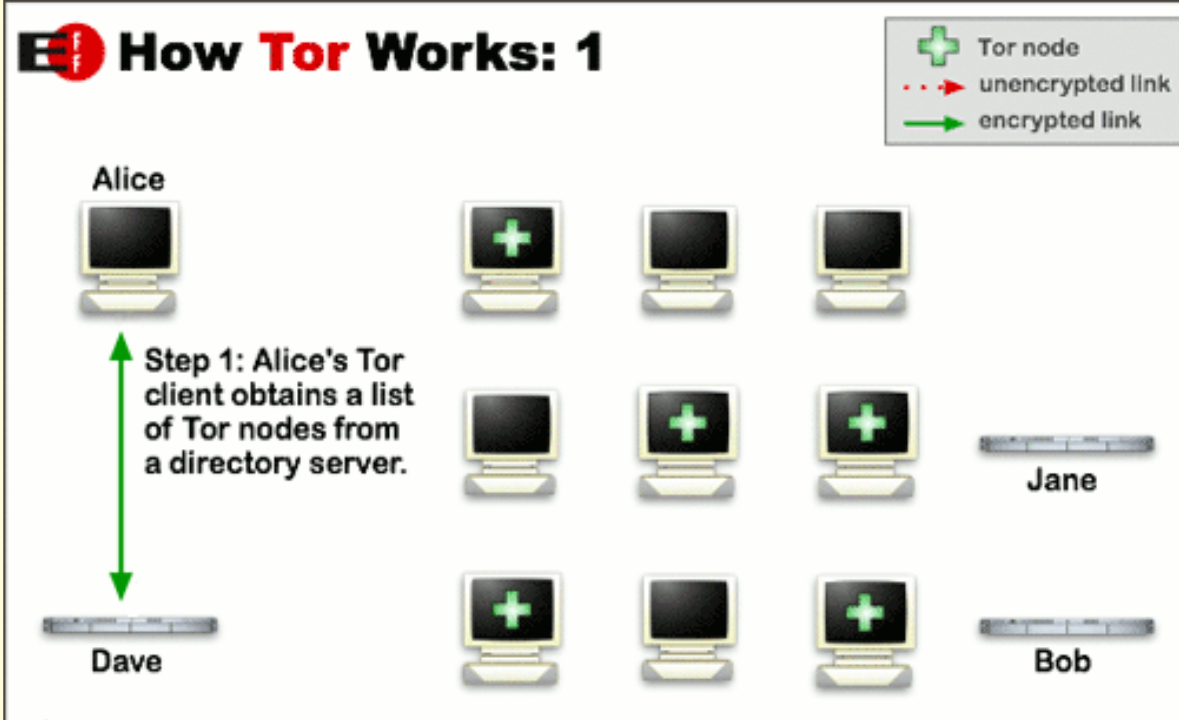 EFF How Tor Works: 1
Tor node
unencrypted link
encrypted link
Alice
Step 1: Alice's Tor
client obtains a list
of Tor nodes from
a directory server.
Jane
Dave
Bob